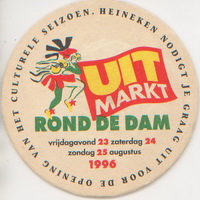 HEINEKEN NODIGT JE GRAAG UIT VOOR DE OPENING VAN HET CULTURELE SEIZOEN.
UIT
MARKT
ROND DE DAM
vrijdagavond 23 zaterdag 24
zondag 25 augustus
1996